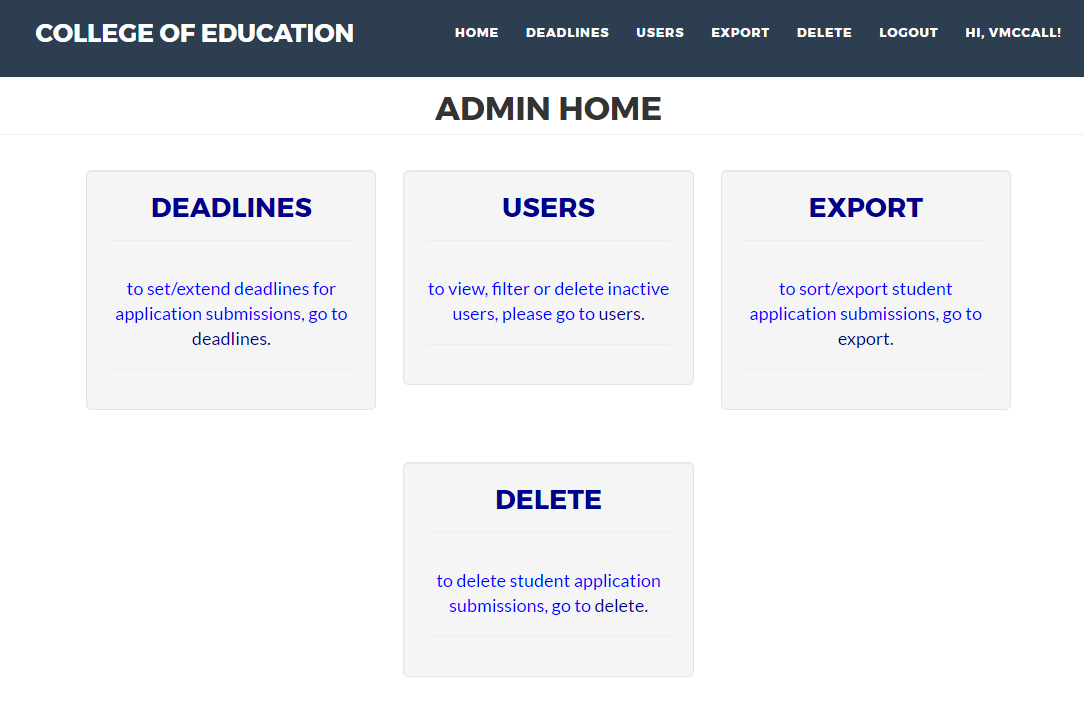 COLLEGE OF EDUCATION
HOME DEADLINES USERS EXPORT DELETE LOGOUT HI, VMCCALL!
ADMIN HOME
DEADLINES
to set/extend deadlines for
application submissions, go to
deadlines.
USERS
to view, filter or delete inactive
users, please go to users.
EXPORT
to sort/export student
application submissions, go to
export.
DELETE
to delete student application
submissions, go to delete.